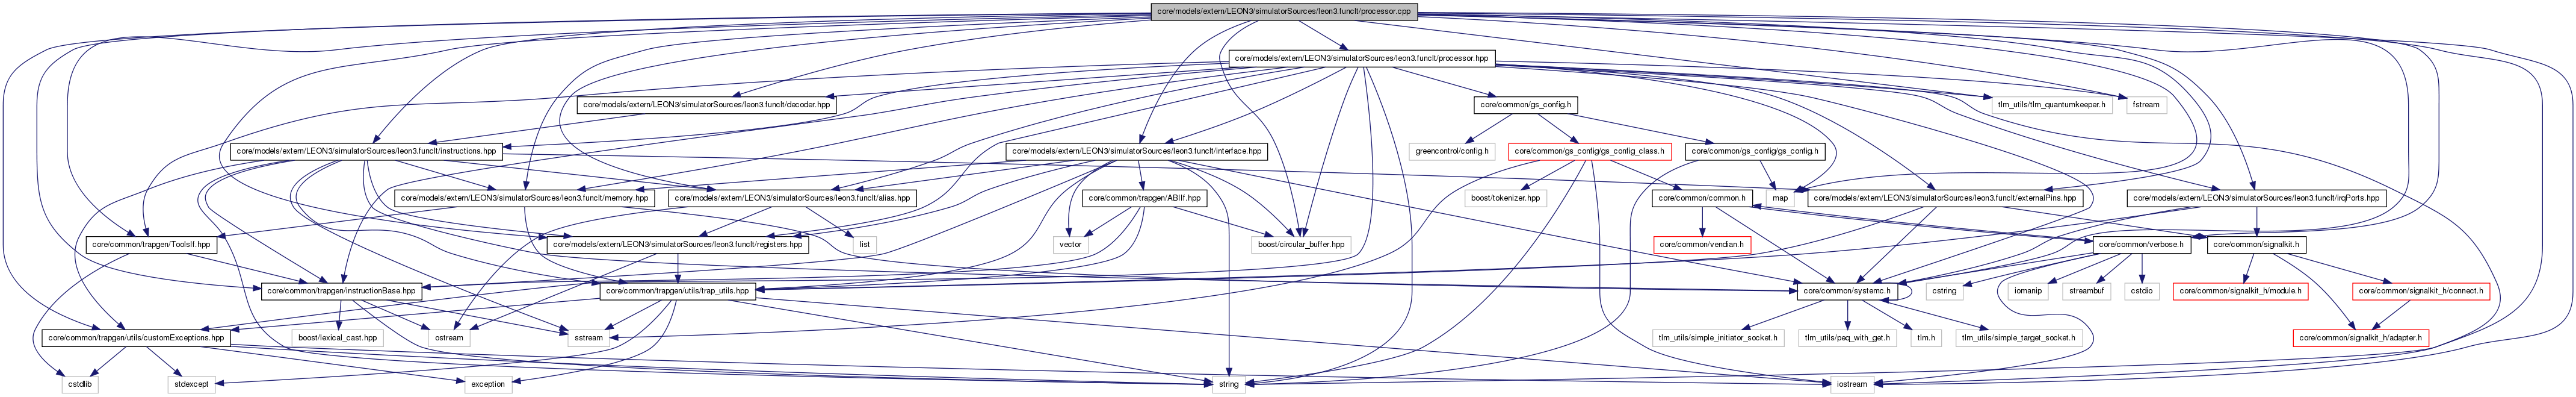 core/models/extern/LEON3/simulatorSources/leon3.funclt/processor.cpp
core/models/extern/LEON3/simulatorSources/leon3.funclt/processor.hpp
core/models/extern/LEON3/simulatorSources/leon3.funclt/decoder.hpp
core/common/gs_config.h
tlm_utils/tlm_quantumkeeper.h
fstream
core/models/extern/LEON3/simulatorSources/leon3.funclt/instructions.hpp
core/models/extern/LEON3/simulatorSources/leon3.funclt/interface.hpp
greencontrol/config.h
core/common/gs_config/gs_config_class.h
core/common/gs_config/gs_config.h
core/models/extern/LEON3/simulatorSources/leon3.funclt/memory.hpp
core/models/extern/LEON3/simulatorSources/leon3.funclt/alias.hpp
core/common/trapgen/ABIIf.hpp
boost/tokenizer.hpp
core/common/common.h
map
core/models/extern/LEON3/simulatorSources/leon3.funclt/externalPins.hpp
core/models/extern/LEON3/simulatorSources/leon3.funclt/irqPorts.hpp
core/common/trapgen/ToolsIf.hpp
core/models/extern/LEON3/simulatorSources/leon3.funclt/registers.hpp
list
vector
boost/circular_buffer.hpp
core/common/vendian.h
core/common/verbose.h
core/common/signalkit.h
core/common/trapgen/instructionBase.hpp
core/common/trapgen/utils/trap_utils.hpp
core/common/systemc.h
cstring
iomanip
streambuf
cstdio
core/common/signalkit_h/module.h
core/common/signalkit_h/connect.h
core/common/trapgen/utils/customExceptions.hpp
boost/lexical_cast.hpp
ostream
sstream
tlm_utils/simple_initiator_socket.h
tlm_utils/peq_with_get.h
tlm.h
tlm_utils/simple_target_socket.h
core/common/signalkit_h/adapter.h
cstdlib
stdexcept
exception
string
iostream